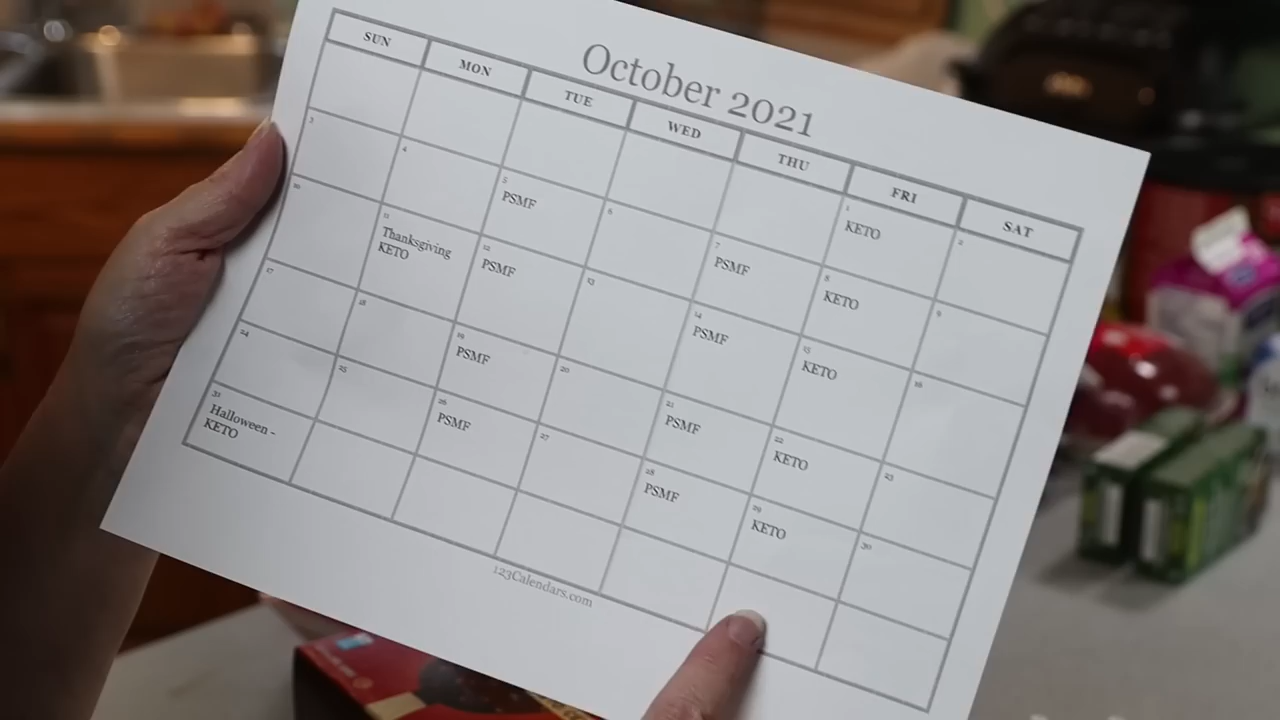 October 2021
SUN MON TUE WED THU FRI SAT
1 2
KETO
3 4 5 6 7 8 9
PSMF PSMF KETO
10 11 12 13 14 15 16
Thanksgiving PSMF PSMF KETO
KETO
17 18 19 20 21 22 23
PSMF PSMF KETO
24 25 26 27 28 29 30
PSMF PSMF KETO
31
Halloween -
KETO
123Calendars.com